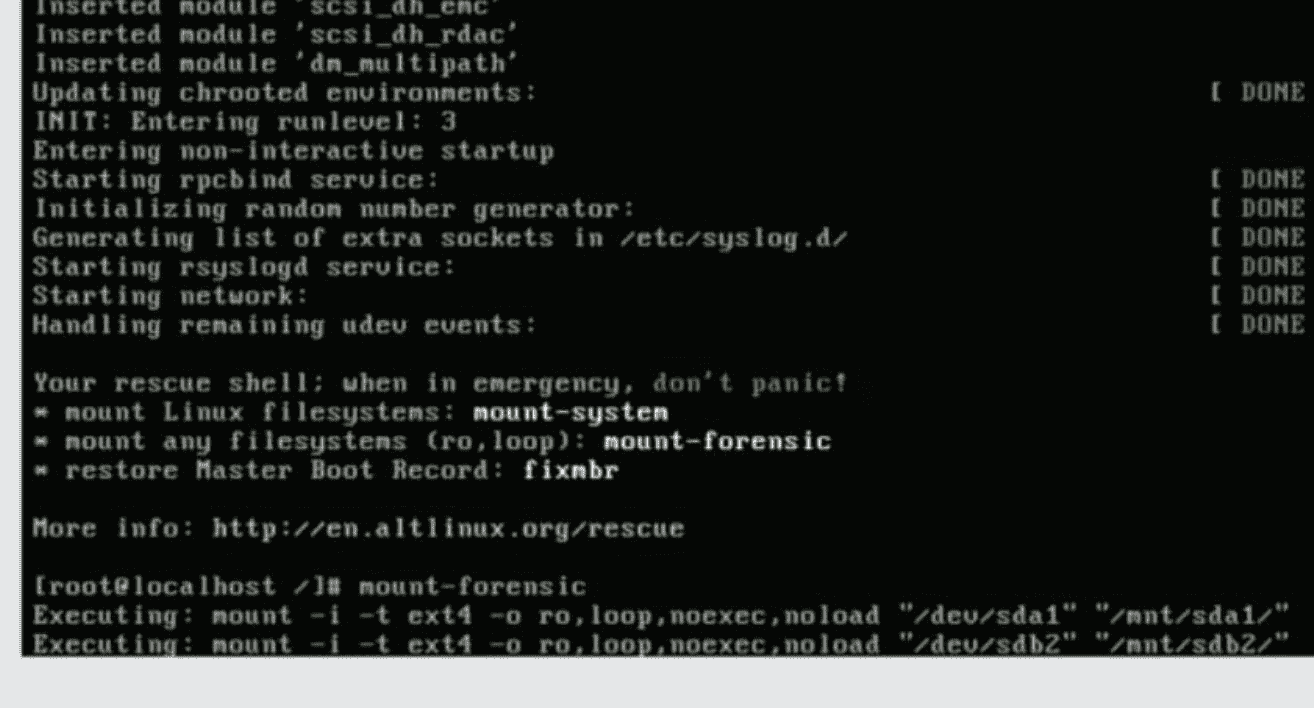 Inserted module 'scsi_dh_emc'
Inserted module 'scsi_dh_rdac'
Inserted module 'dm_multipath'
Updating chrooted environments: [ DONE
INIT: Entering runlevel: 3
Entering non-interactive startup
Starting rpcbind service: [ DONE
Initializing random number generator: [ DONE
Generating list of extra sockets in /etc/syslog.d/ [ DONE
Starting rsyslogd service: [ DONE
Starting network: [ DONE
Handling remaining udev events: [ DONE
Your rescue shell; when in emergency, don't panic!
* mount Linux filesystems: mount-system
* mount any filesystems (ro,loop): mount-forensic
* restore Master Boot Record: fixmbr
More info: http://en.altlinux.org/rescue
[root@localhost /]# mount-forensic
Executing: mount -i -t ext4 -o ro,loop,noexec,noload "/dev/sda1" "/mnt/sda1/"
Executing: mount -i -t ext4 -o ro,loop,noexec,noload "/dev/sdb2" "/mnt/sdb2/"